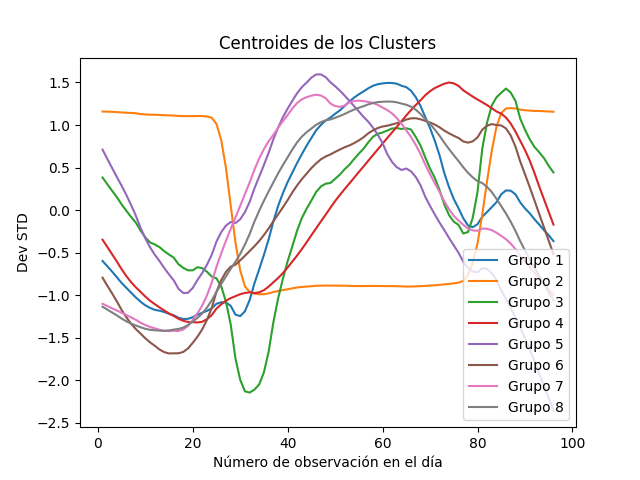 Centroides de los Clusters
Dev STD
1.5
1.0
0.5
0.0
−0.5
−1.0
−1.5
−2.0
−2.5
Grupo 1
Grupo 2
Grupo 3
Grupo 4
Grupo 5
Grupo 6
Grupo 7
Grupo 8
0 20 40 60 80 100
Número de observación en el día